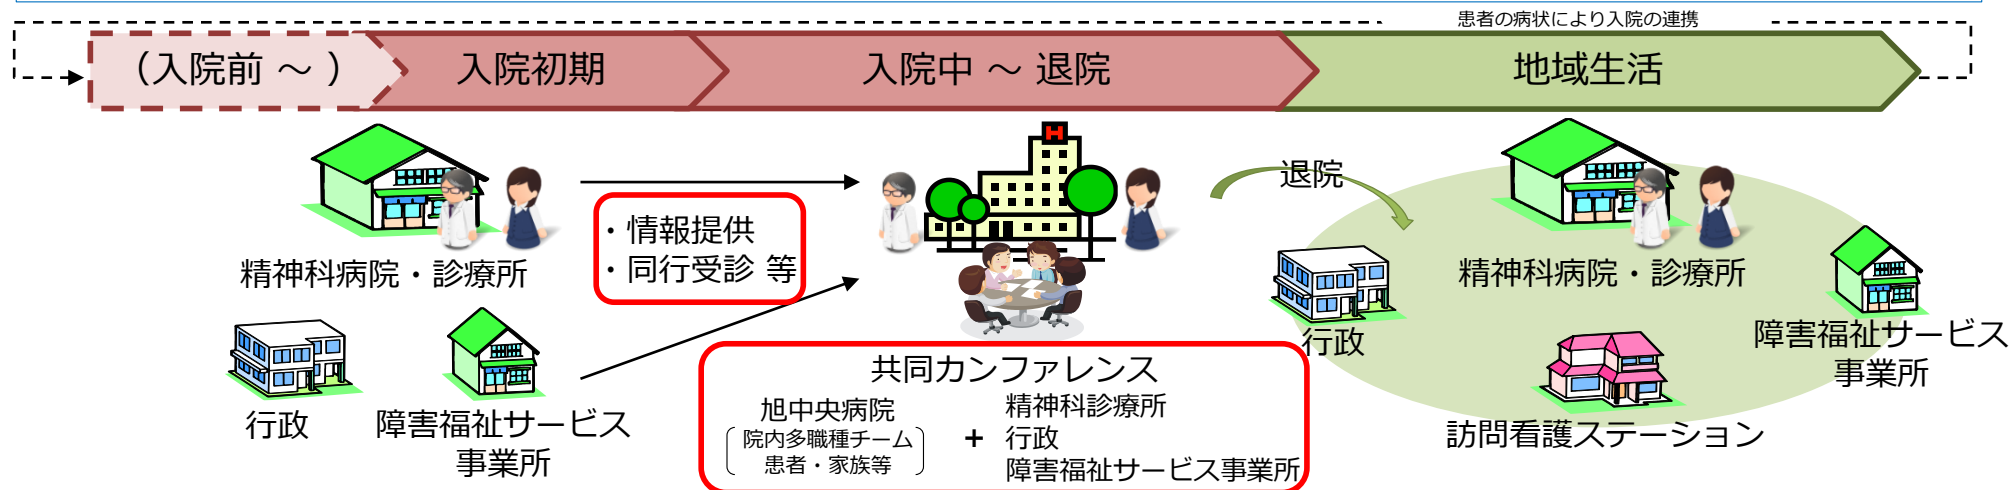 患者の病状により入院の連携
（入院前 ～ ）
入院初期
入院中 ～ 退院
地域生活
精神科病院・診療所
行政
障害福祉サービス
事業所
・情報提供
・同行受診 等
H
退院
共同カンファレンス
旭中央病院
院内多職種チーム
患者・家族等
+
精神科診療所
行政
障害福祉サービス事業所
精神科病院・診療所
行政
障害福祉サービス
事業所
訪問看護ステーション